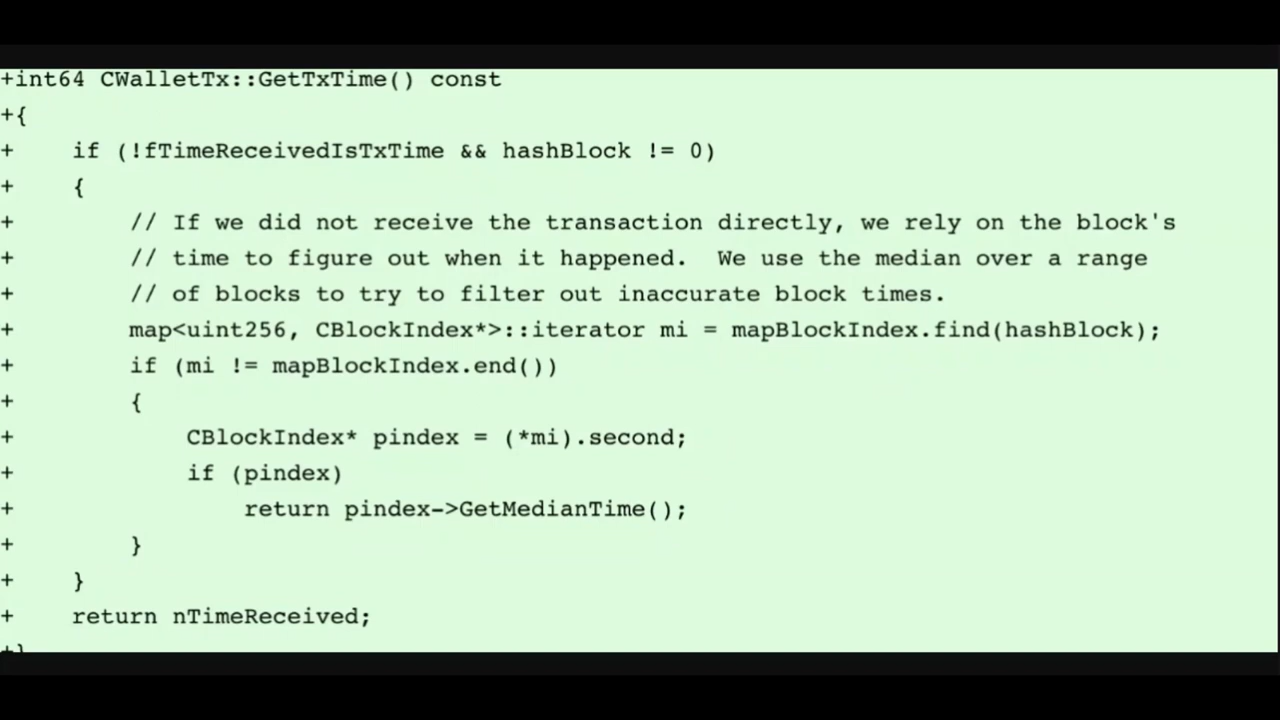 +int64 CWalletTx::GetTxTime() const
+{
+    if (!fTimeReceivedIsTxTime && hashBlock != 0)
+    {
+        // If we did not receive the transaction directly, we rely on the block's
+        // time to figure out when it happened.  We use the median over a range
+        // of blocks to try to filter out inaccurate block times.
+        map<uint256, CBlockIndex*>::iterator mi = mapBlockIndex.find(hashBlock);
+        if (mi != mapBlockIndex.end())
+        {
+            CBlockIndex* pindex = (*mi).second;
+            if (pindex)
+                return pindex->GetMedianTime();
+        }
+    }
+    return nTimeReceived;
+}